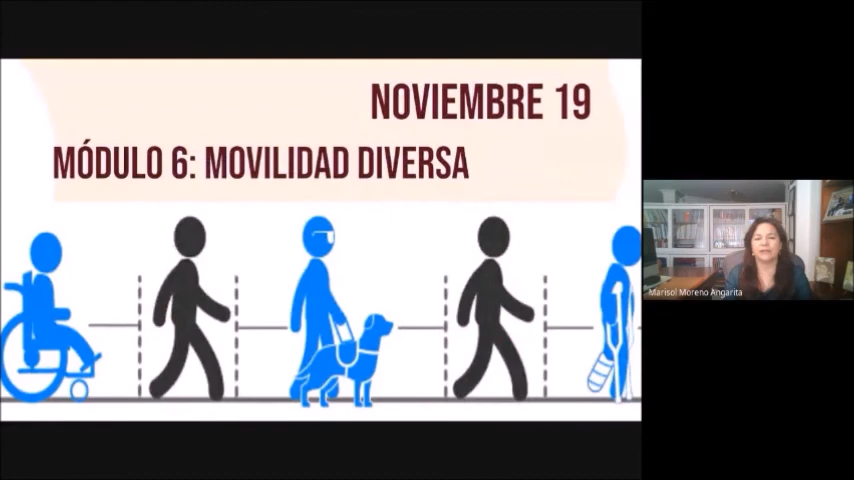 NOVIEMBRE 19
MÓDULO 6: MOVILIDAD DIVERSA
Marisol Moreno Angarita